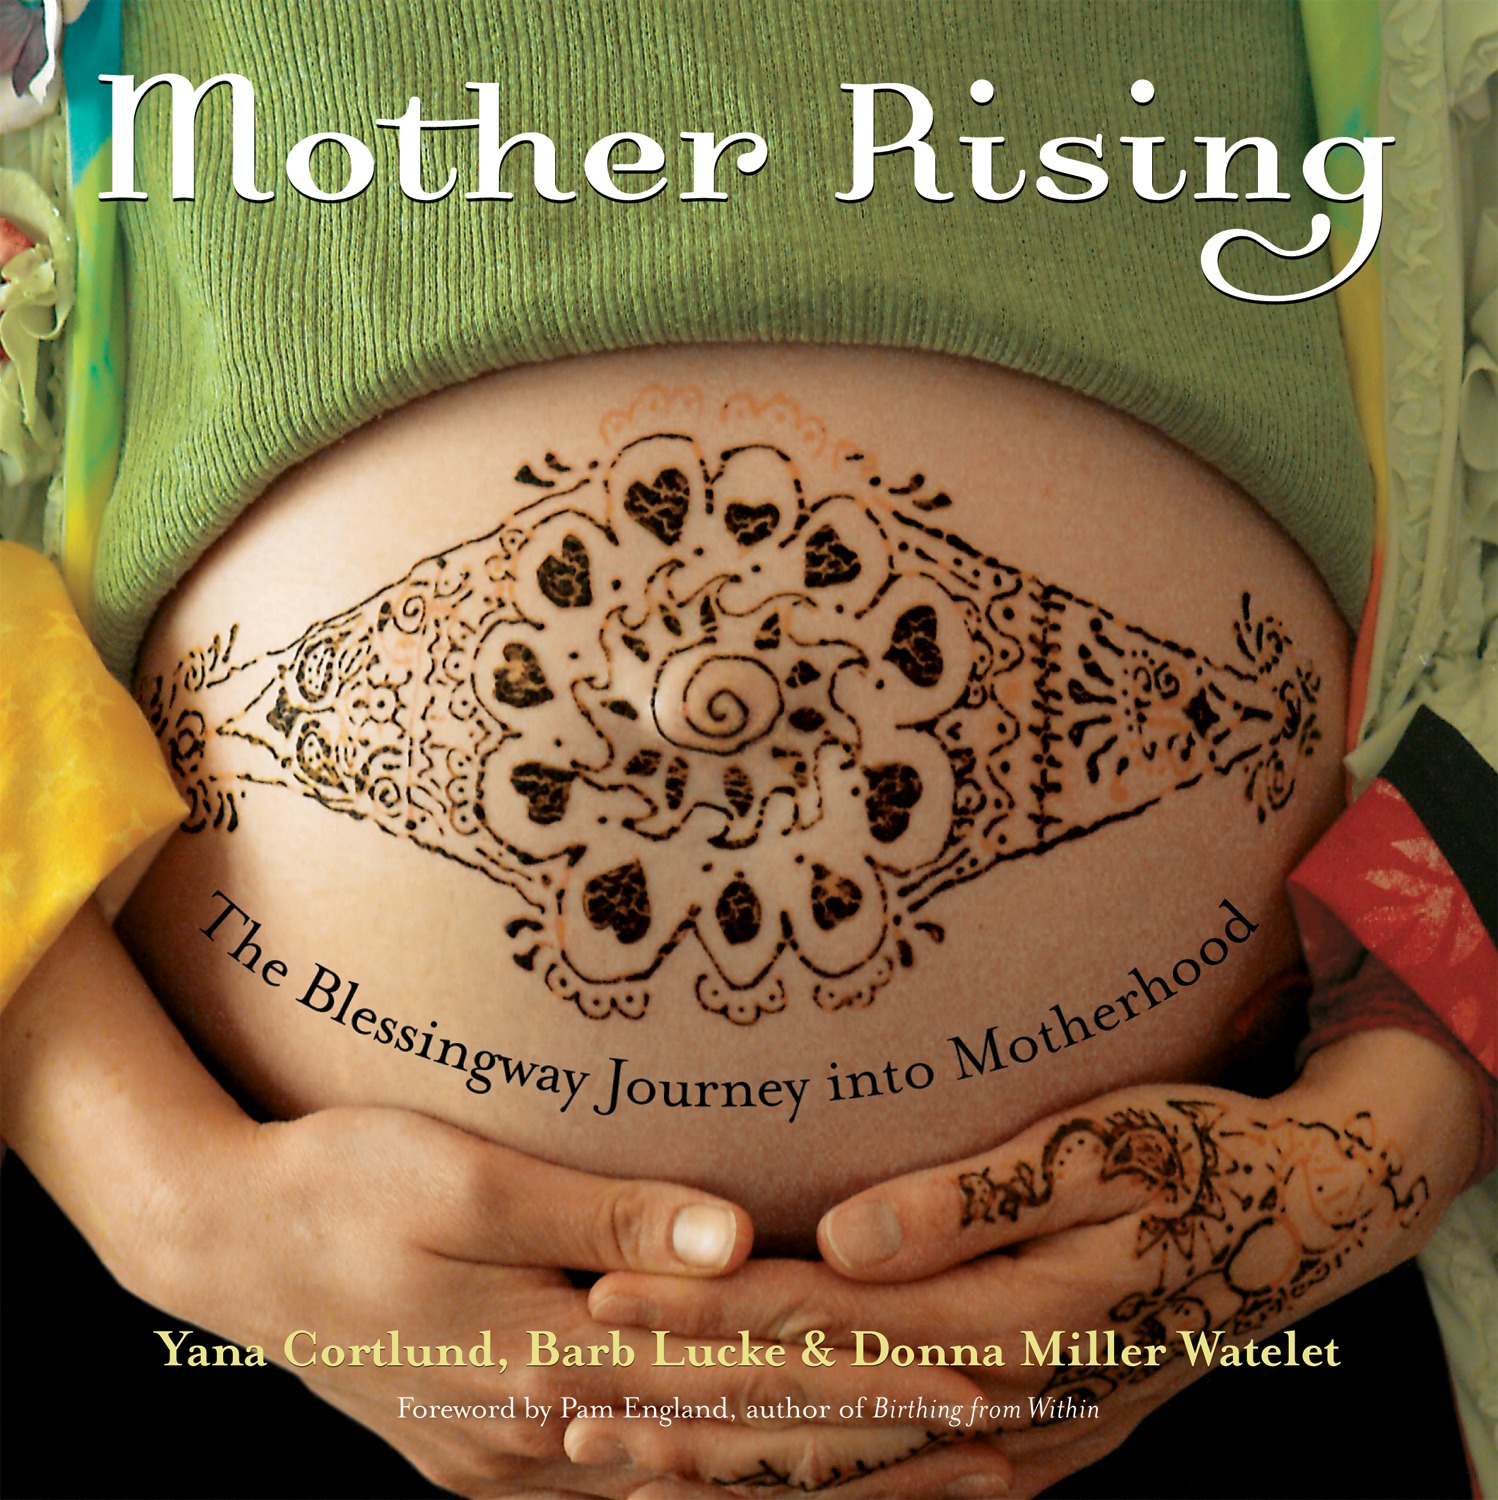 Mother Rising
The Blessingway Journey into Motherhood
Yana Cortlund, Barb Lucke & Donna Miller Watelet
Foreword by Pam England, author of Birthing from Within